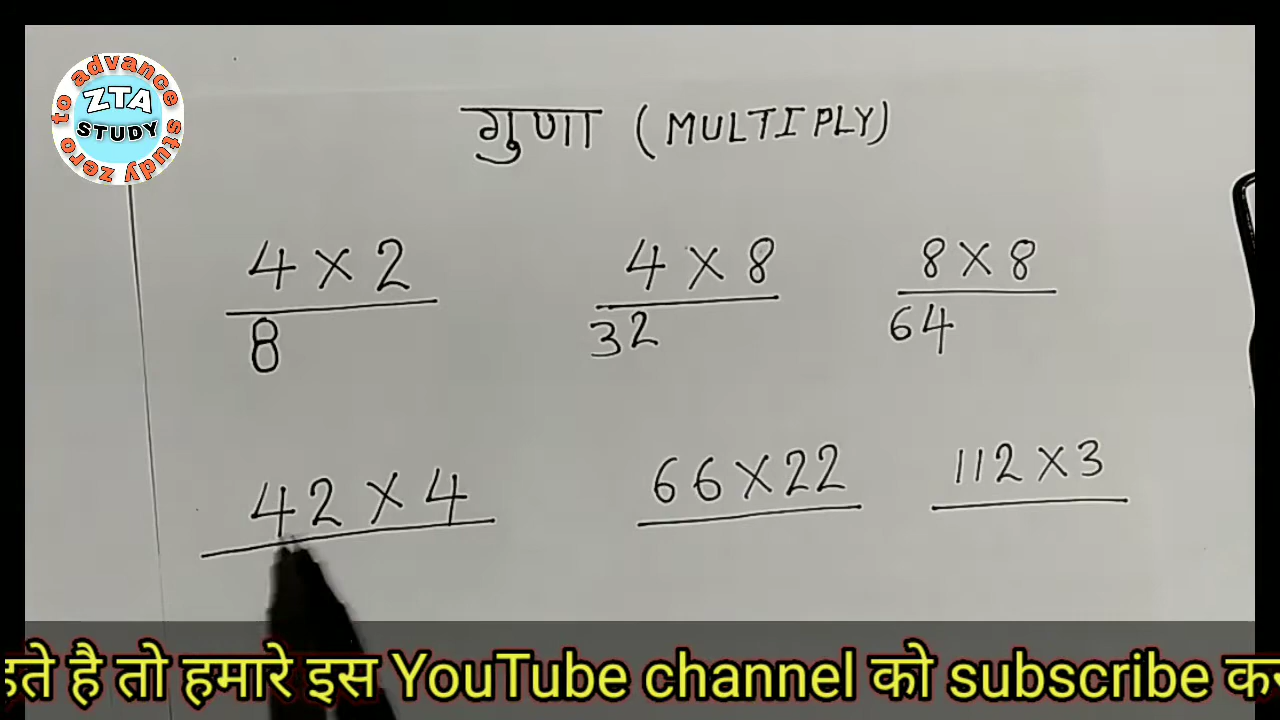 zero to advance study
ZTA
STUDY
गुणा (MULTIPLY)
4 × 2
8
4 × 8
32
8 × 8
64
42 × 4
66 × 22
112 × 3
है तो हमारे इस YouTube channel को subscribe